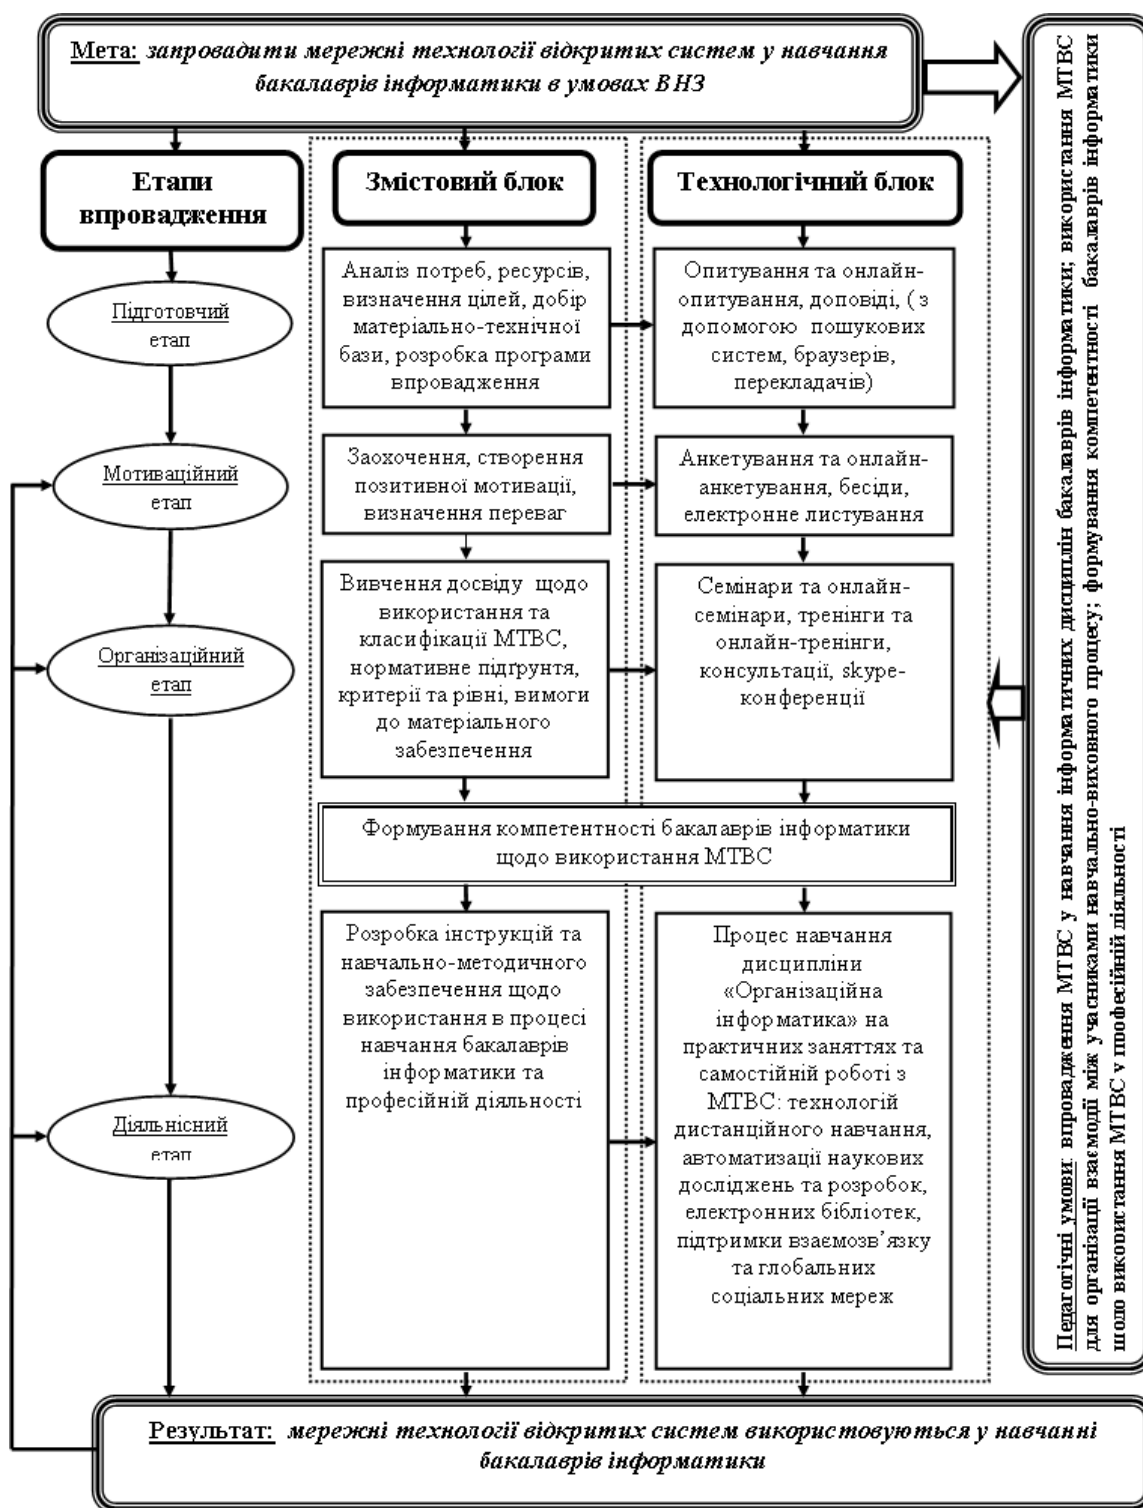 Мета: запровадити мережні технології відкритих систем у навчання
бакалаврів інформатики в умовах ВНЗ
Етапи
впровадження
Змістовий блок
Технологічний блок
Підготовчий
етап
Аналіз потреб, ресурсів,
визначення цілей, добір
матеріально-технічної
бази, розробка програми
впровадження
Опитування та онлайн-
опитування, доповіді, ( з
допомогою пошукових
систем, браузерів,
перекладачів)
Мотиваційний
етап
Заохочення, створення
позитивної мотивації,
визначення переваг
Анкетування та онлайн-
анкетування, бесіди,
електронне листування
Організаційний
етап
Вивчення досвіду щодо
використання та
класифікації МТВС,
нормативне підґрунтя,
критерії та рівні, вимоги
до матеріального
забезпечення
Семінари та онлайн-
семінари, тренінги та
онлайн-тренінги,
консультації, skype-
конференції
Формування компетентності бакалаврів інформатики
щодо використання МТВС
Діяльнісний
етап
Розробка інструкцій та
навчально-методичного
забезпечення щодо
використання в процесі
навчання бакалаврів
інформатики та
професійній діяльності
Процес навчання
дисципліни
«Організаційна
інформатика» на
практичних заняттях та
самостійній роботі з
МТВС: технологій
дистанційного навчання,
автоматизації наукових
досліджень та розробок,
електронних бібліотек,
підтримки взаємозв’язку
та глобальних
соціальних мереж
Педагогічні умови: впровадження МТВС у навчання інформатичних дисциплін бакалаврів інформатики; використання МТВС
для організації взаємодії між учасниками навчально-виховного процесу; формування компетентності бакалаврів інформатики
щодо використання МТВС у професійній діяльності
Результат: мережні технології відкритих систем використовуються у навчанні
бакалаврів інформатики